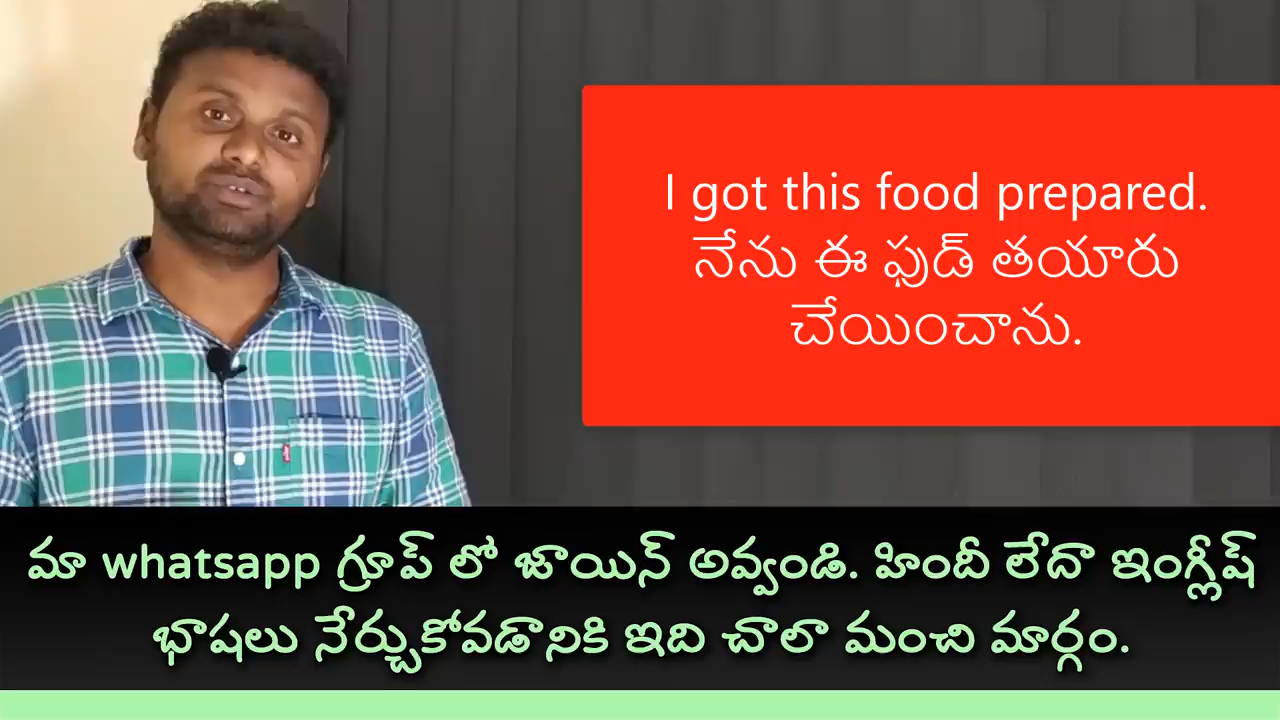 I got this food prepared.
నేను ఈ ఫుడ్ తయారు
చేయించాను.
మా whatsapp గ్రూప్ లో జాయిన్ అవ్వండి. హిందీ లేదా ఇంగ్లీష్
భాషలు నేర్చుకోవడానికి ఇది చాలా మంచి మార్గం.